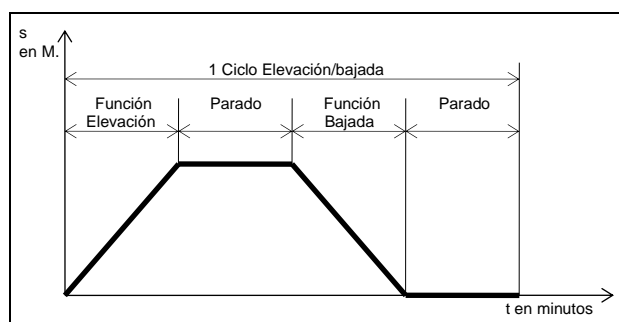 s
en M.
1 Ciclo Elevación/bajada
Función
Elevación
Parado
Función
Bajada
Parado
t en minutos